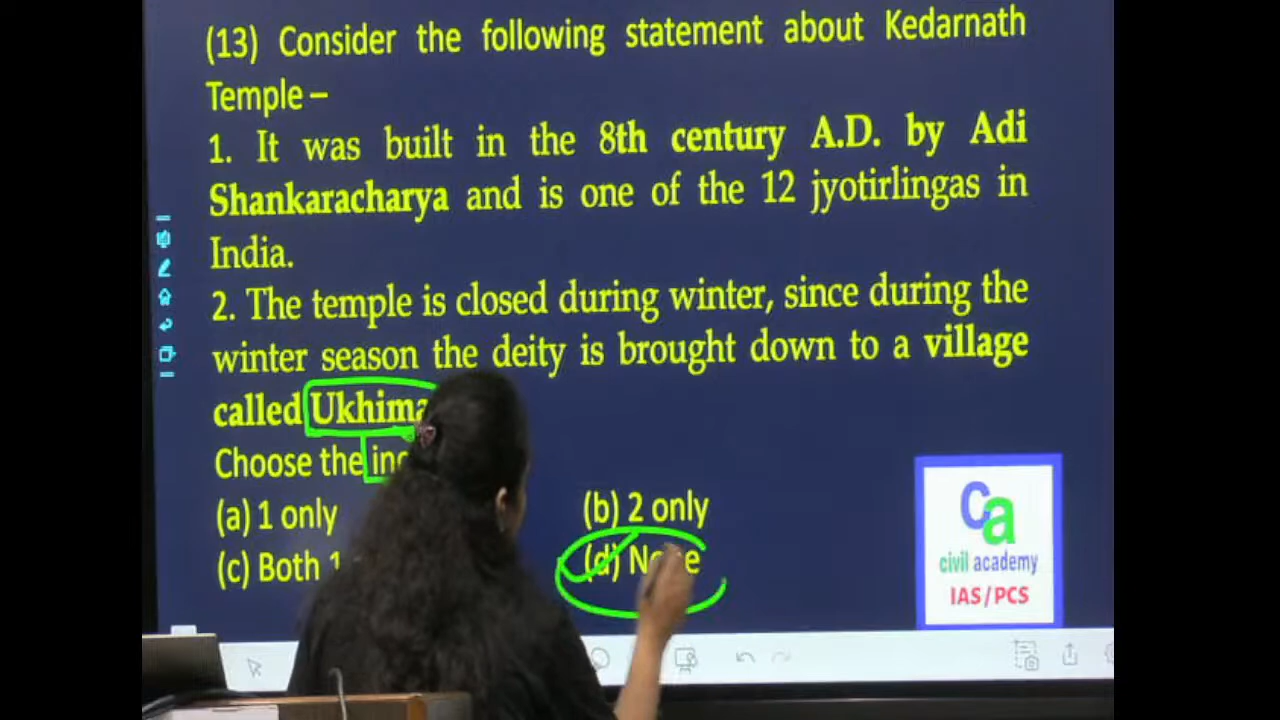 (13) Consider the following statement about Kedarnath
Temple –
1. It was built in the 8th century A.D. by Adi
Shankaracharya and is one of the 12 jyotirlingas in
India.
2. The temple is closed during winter, since during the
winter season the deity is brought down to a village
called
Choose the
(a) 1 only
(b) 2 only
(c) Both 1
(d) None
Ca
civil academy
IAS/PCS